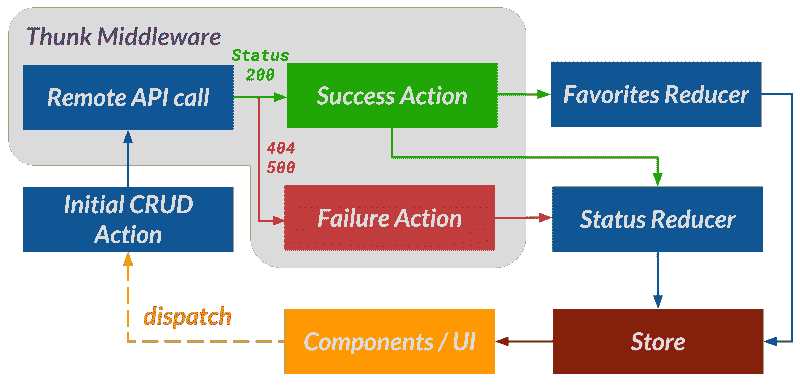 Thunk Middleware
Status
200
Remote API call
Success Action
Favorites Reducer
404
500
Initial CRUD
Action
Failure Action
Status Reducer
dispatch
Components / UI
Store